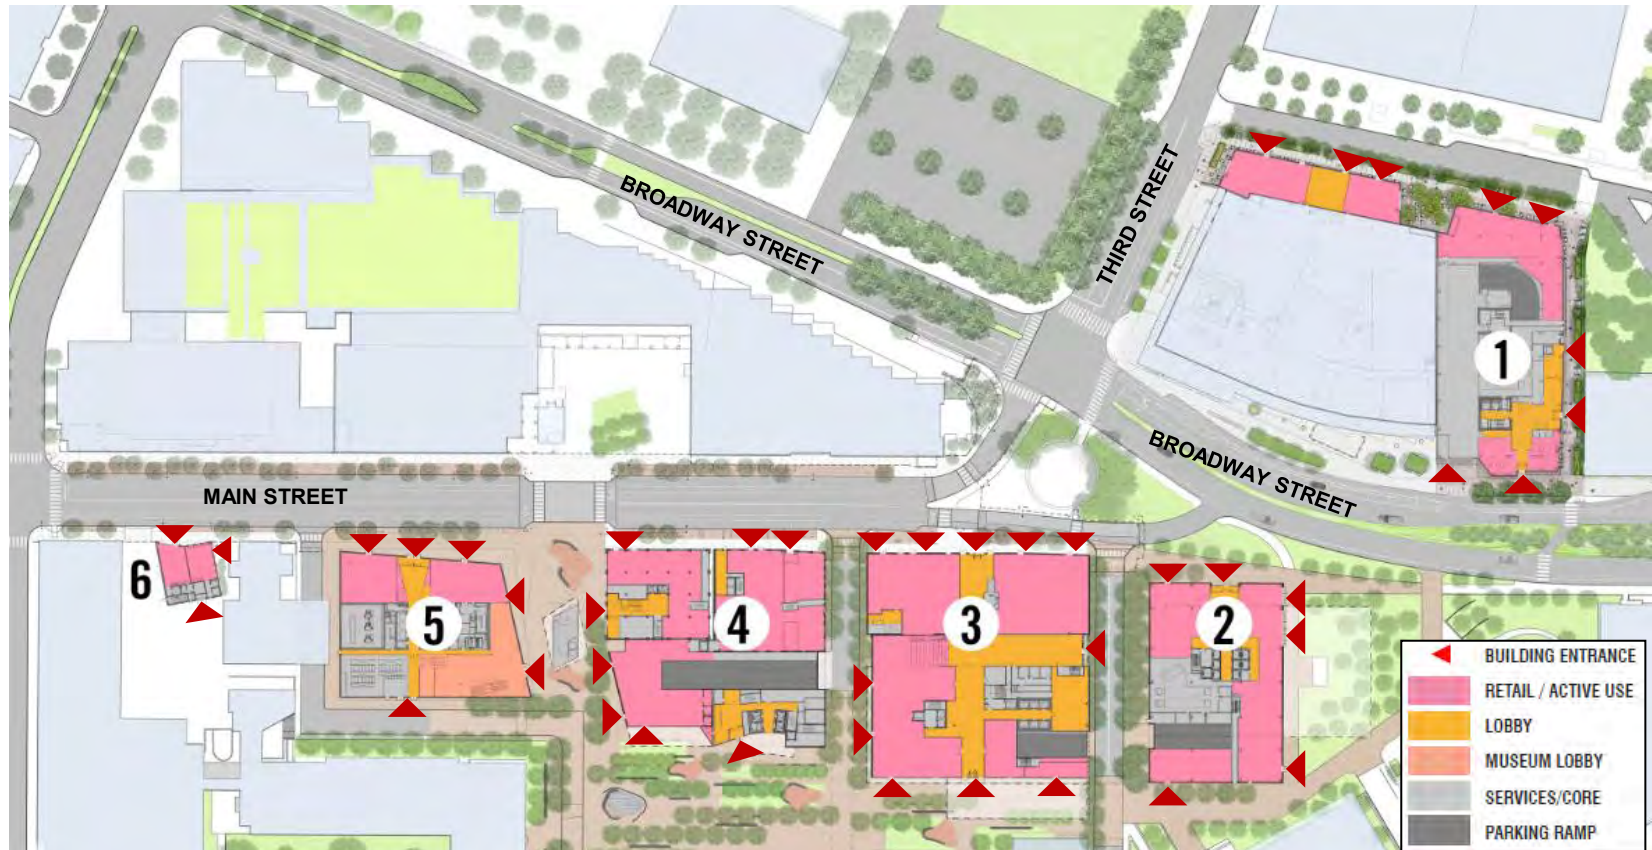 BROADWAY STREET
THIRD STREET
1
BROADWAY STREET
MAIN STREET
6
5
4
3
2
BUILDING ENTRANCE
RETAIL / ACTIVE USE
LOBBY
MUSEUM LOBBY
SERVICES/CORE
PARKING RAMP